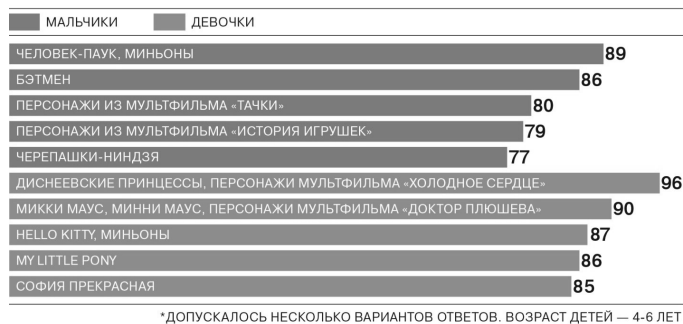 МАЛЬЧИКИ ДЕВОЧКИ
ЧЕЛОВЕК-ПАУК, МИНЬОНЫ 89
БЭТМЕН 86
ПЕРСОНАЖИ ИЗ МУЛЬТФИЛЬМА «ТАЧКИ» 80
ПЕРСОНАЖИ ИЗ МУЛЬТФИЛЬМА «ИСТОРИЯ ИГРУШЕК» 79
ЧЕРЕПАШКИ-НИНДЗЯ 77
ДИСНЕЕВСКИЕ ПРИНЦЕССЫ, ПЕРСОНАЖИ МУЛЬТФИЛЬМА «ХОЛОДНОЕ СЕРДЦЕ» 96
МИККИ МАУС, МИННИ МАУС, ПЕРСОНАЖИ МУЛЬТФИЛЬМА «ДОКТОР ПЛЮШЕВА» 90
HELLO KITTY, МИНЬОНЫ 87
MY LITTLE PONY 86
СОФИЯ ПРЕКРАСНАЯ 85
*ДОПУСКАЛОСЬ НЕСКОЛЬКО ВАРИАНТОВ ОТВЕТОВ. ВОЗРАСТ ДЕТЕЙ — 4-6 ЛЕТ